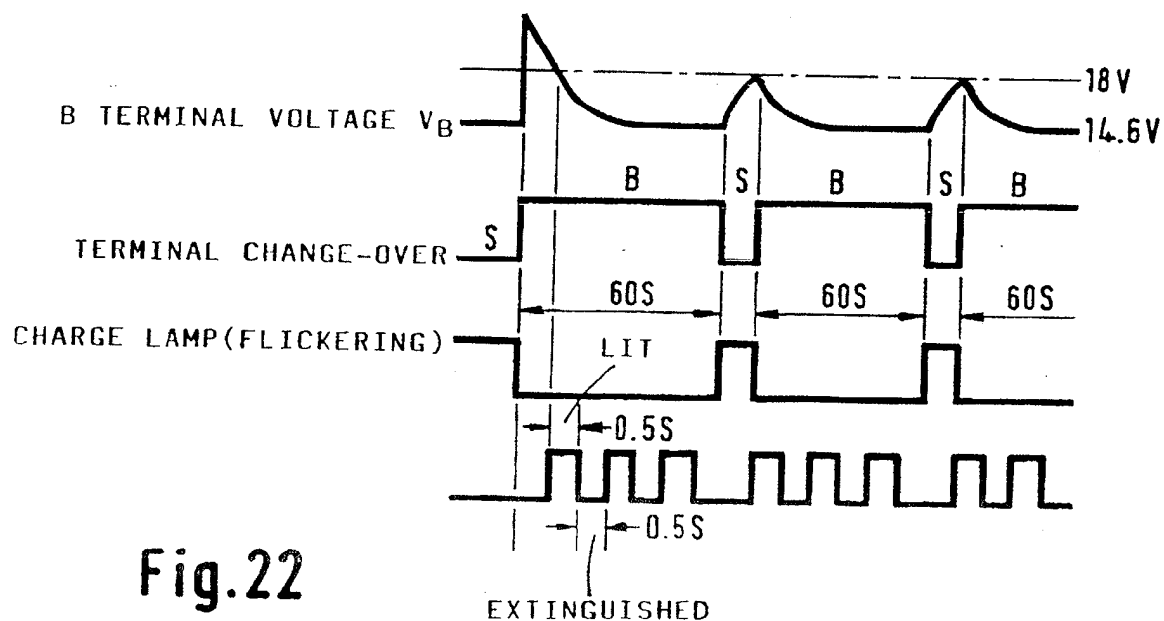 18V
B TERMINAL VOLTAGE VB
14.6V
B S B S B
S
TERMINAL CHANGE-OVER
60S 60S 60S
CHARGE LAMP(FLICKERING)
LIT
0.5S
0.5S
Fig.22
EXTINGUISHED